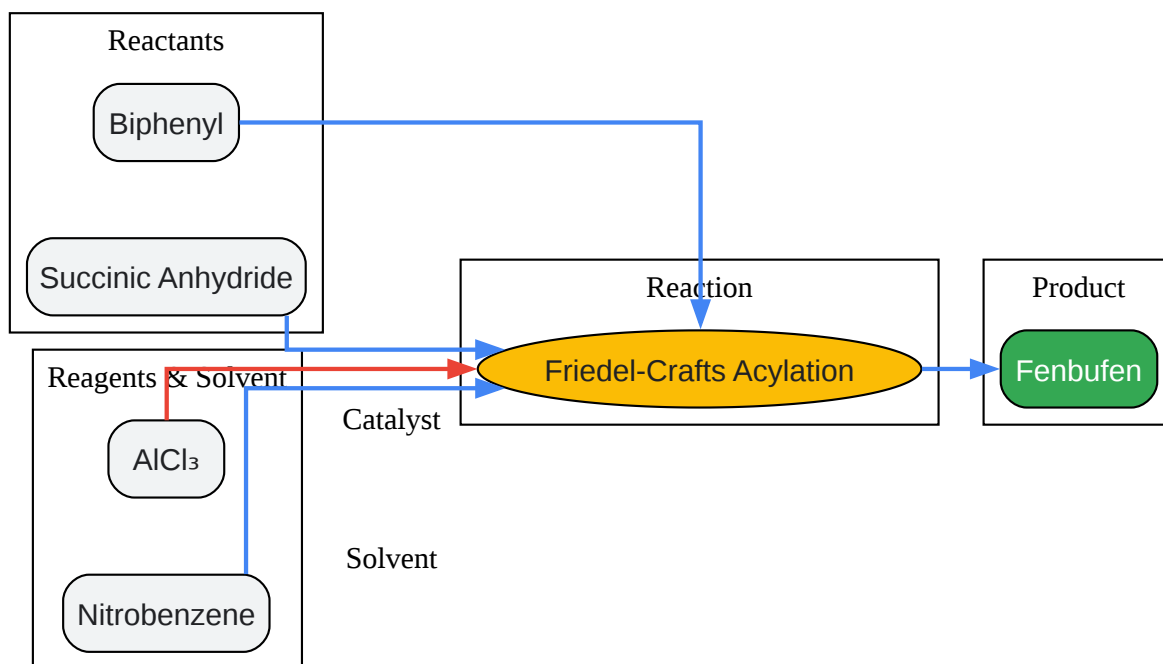 Reactants
Biphenyl
Succinic Anhydride
Reagents & Solvent
AlCl₃
Nitrobenzene
Catalyst
Solvent
Reaction
Friedel-Crafts Acylation
Product
Fenbufen